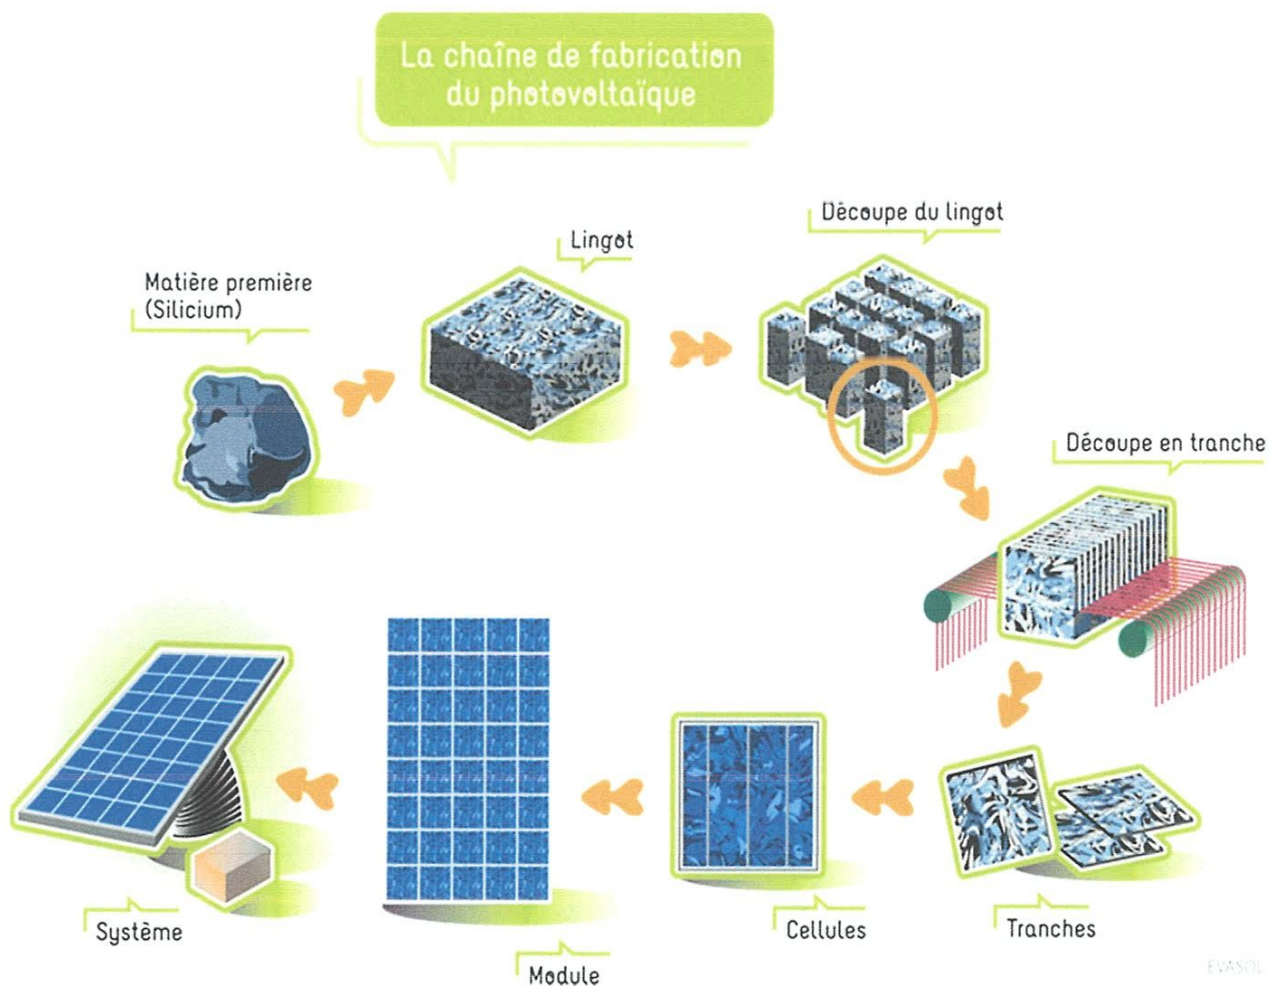 La chaîne de fabrication
du photovoltaïque
Matière première
(Silicium)
Lingot
Découpe du lingot
Découpe en tranche
Tranches
Cellules
Module
Système
EVASOL